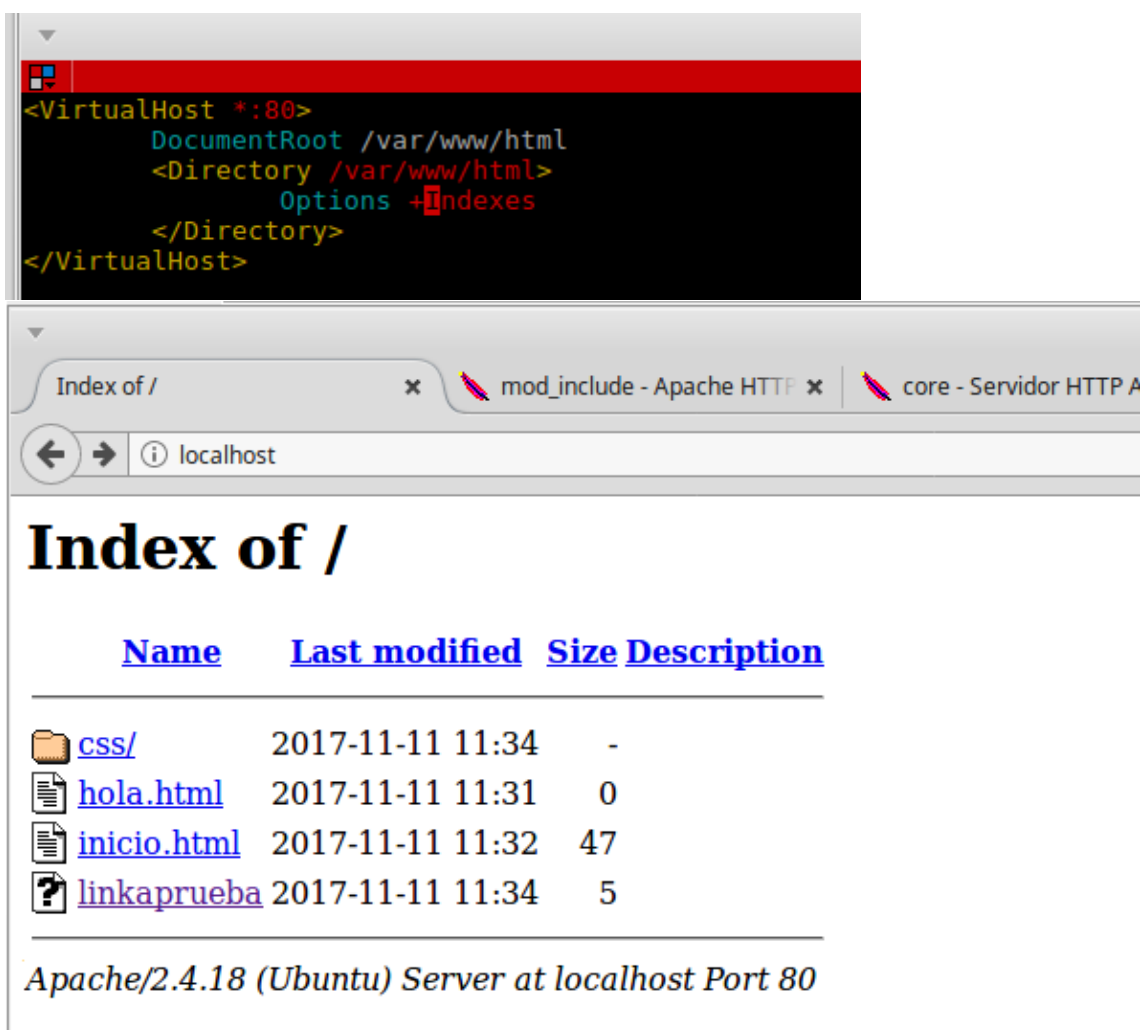 <VirtualHost *:80>
DocumentRoot /var/www/html
<Directory /var/www/html>
Options +Indexes
</Directory>
</VirtualHost>
Index of / mod_include - Apache HTTP core - Servidor HTTP A
localhost
Index of /
Name Last modified Size Description
css/ 2017-11-11 11:34 -
hola.html 2017-11-11 11:31 0
inicio.html 2017-11-11 11:32 47
linkaprueba 2017-11-11 11:34 5
Apache/2.4.18 (Ubuntu) Server at localhost Port 80